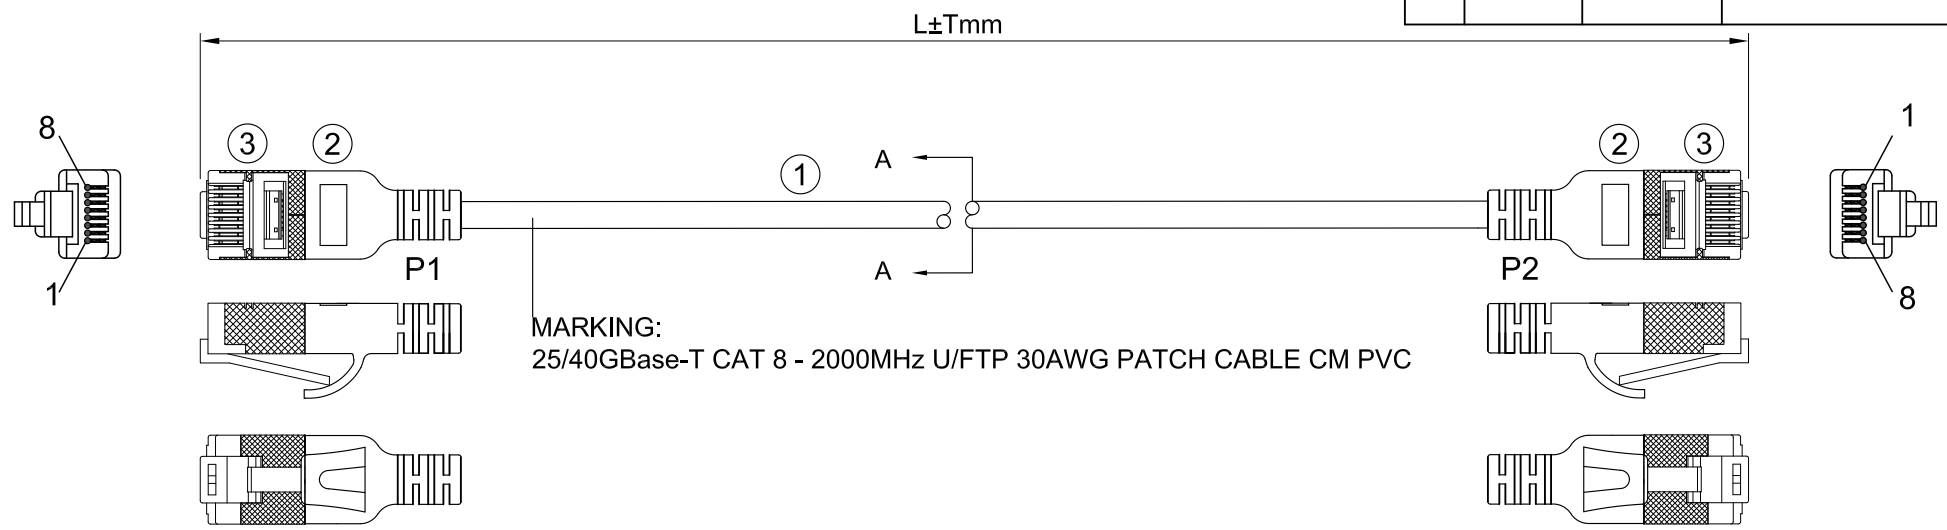 L±Tmm
8
3
2
1
A
2
3
1
A
P1
P2
1
8
MARKING:
25/40GBase-T CAT 8 - 2000MHz U/FTP 30AWG PATCH CABLE CM PVC